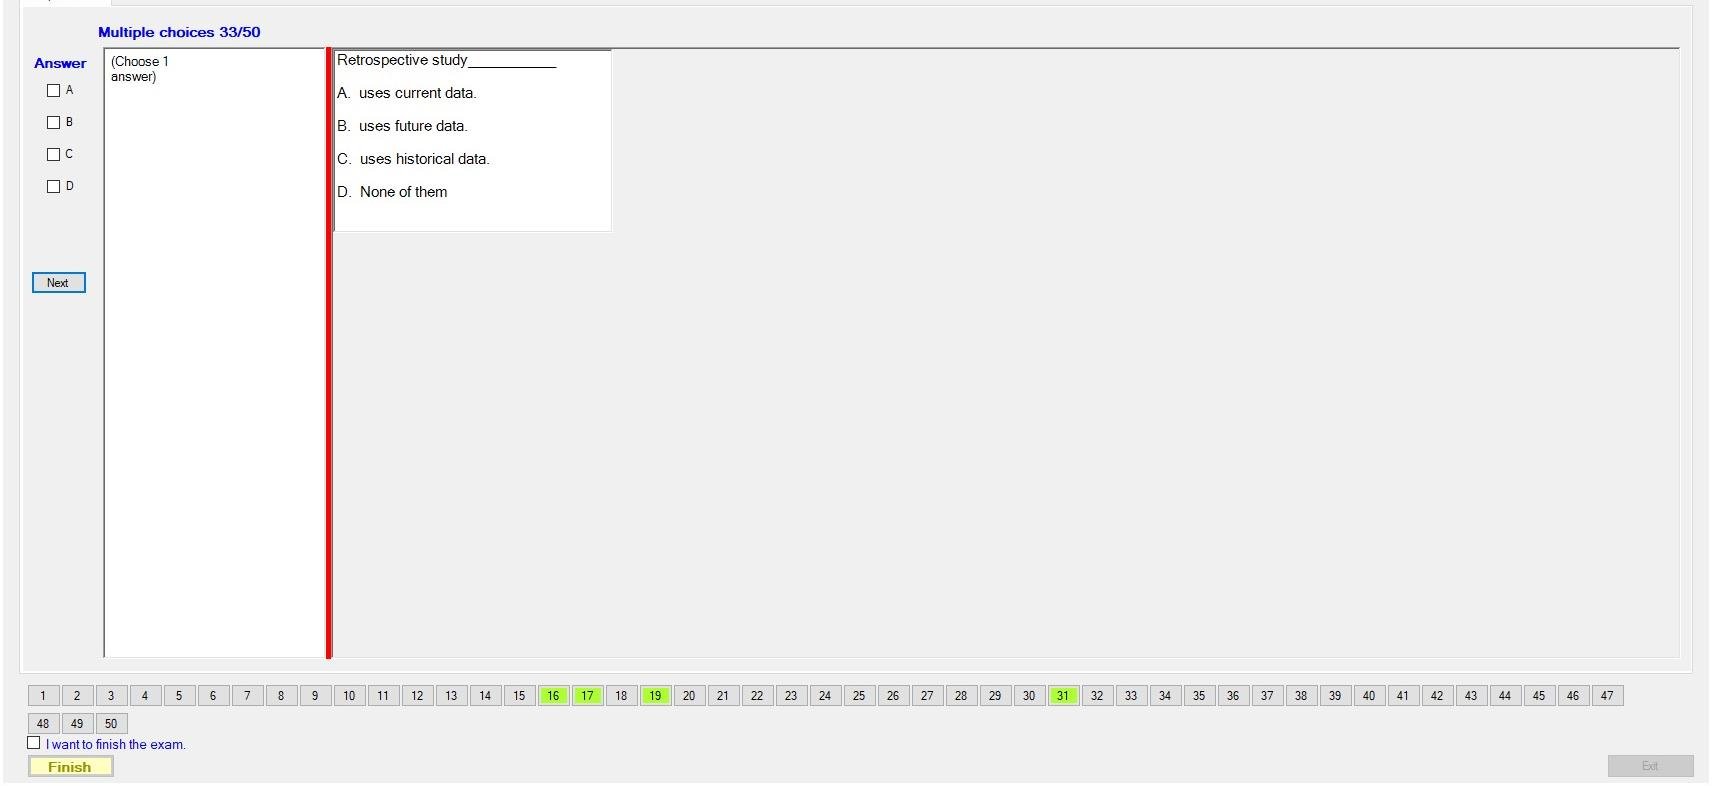 Multiple choices 33/50
Answer
A
B
C
D
Next
(Choose 1
answer)
Retrospective study___________
A. uses current data.
B. uses future data.
C. uses historical data.
D. None of them
1 2 3 4 5 6 7 8 9 10 11 12 13 14 15 16 17 18 19 20 21 22 23 24 25 26 27 28 29 30 31 32 33 34 35 36 37 38 39 40 41 42 43 44 45 46 47
48 49 50
I want to finish the exam.
Finish
Exit